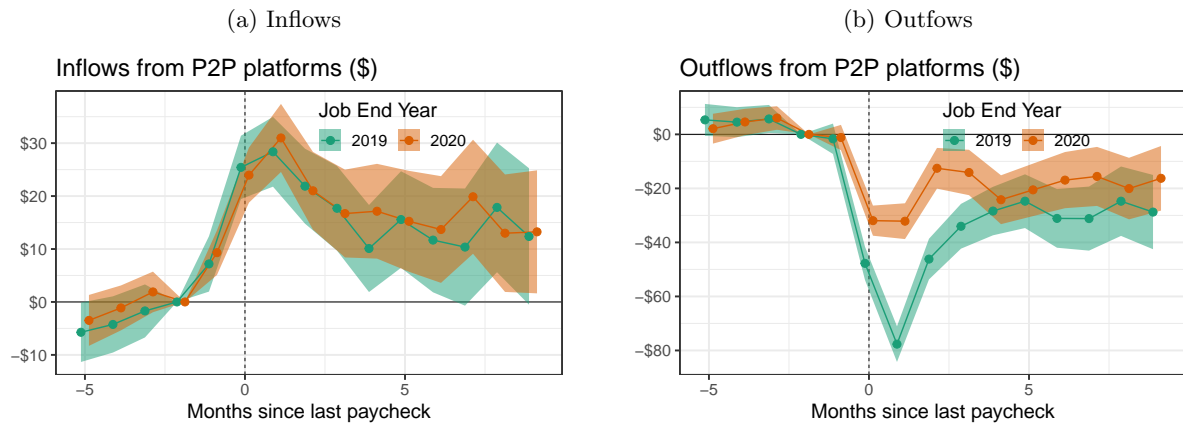 (a) Inflows
Inflows from P2P platforms ($)
Job End Year
2019 2020
$30
$20
$10
$0
−$10
−5 0 5
Months since last paycheck
(b) Outfows
Outflows from P2P platforms ($)
Job End Year
2019 2020
$0
−$20
−$40
−$60
−$80
−5 0 5
Months since last paycheck